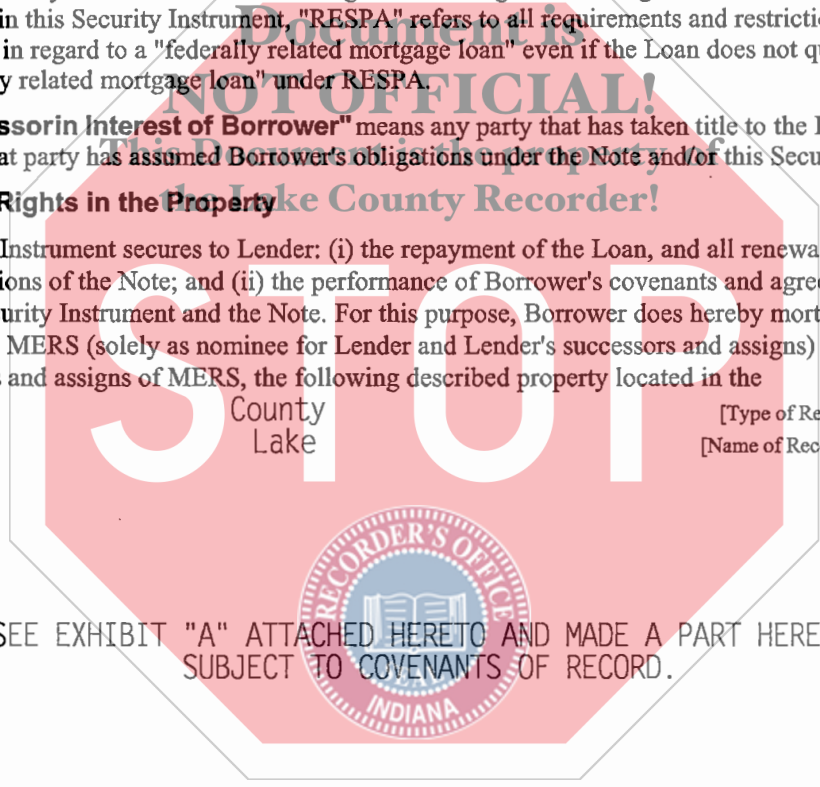 in this Security Instrument, "RESPA" refers to all requirements and restrictio
Document is
in regard to a "federally related mortgage loan" even if the Loan does not qu
y related mortgage loan" under RESPA.
NOT OFFICIAL!
ssorin Interest of Borrower" means any party that has taken title to the
This Document is the property of
at party has assumed Borrower's obligations under the Note and/or this Secu
Rights in the Property
the Lake County Recorder!
Instrument secures to Lender: (i) the repayment of the Loan, and all renewa
ions of the Note; and (ii) the performance of Borrower's covenants and agree
urity Instrument and the Note. For this purpose, Borrower does hereby mort
MERS (solely as nominee for Lender and Lender's successors and assigns)
s and assigns of MERS, the following described property located in the
County
[Type of Re
Lake
[Name of Rec
STOP
RECORDER'S OFFICE
SEE EXHIBIT "A" ATTACHED HERETO AND MADE A PART HERE
SUBJECT TO COVENANTS OF RECORD.
SEAL
INDIANA